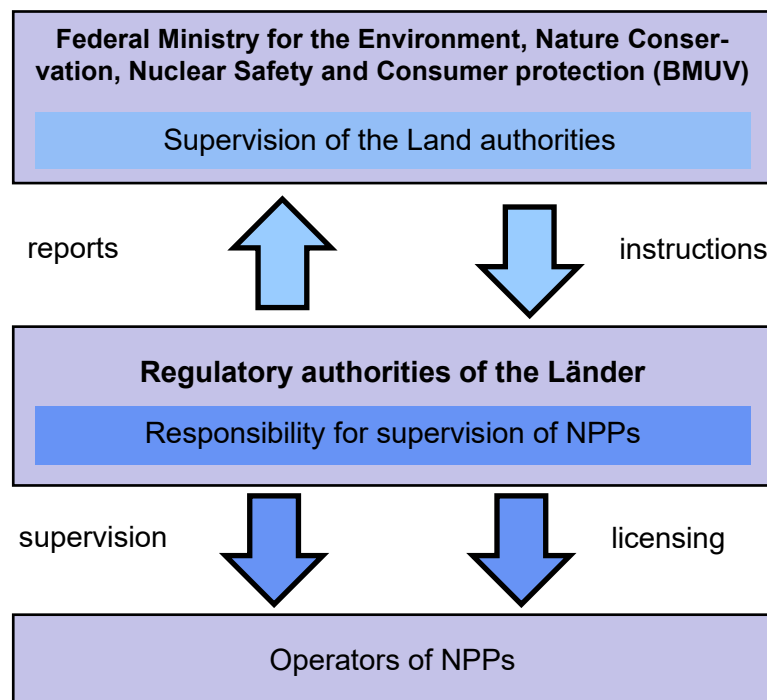 Federal Ministry for the Environment, Nature Conser-
vation, Nuclear Safety and Consumer protection (BMUV)
Supervision of the Land authorities
reports
instructions
Regulatory authorities of the Länder
Responsibility for supervision of NPPs
supervision
licensing
Operators of NPPs